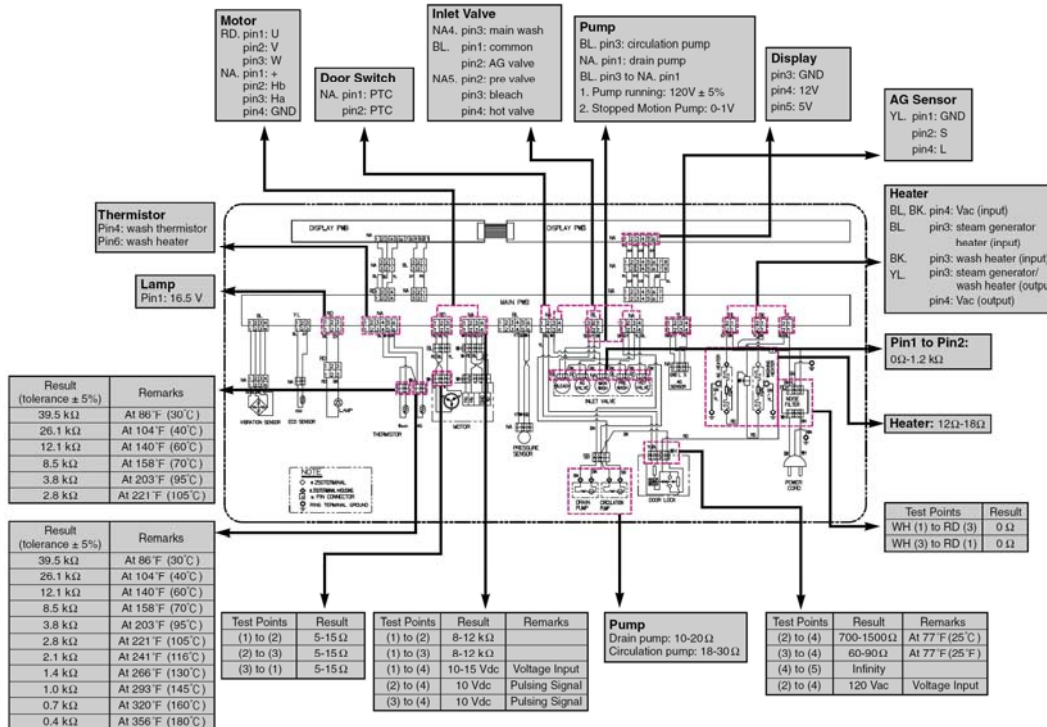 Motor
RD. pin1: U
pin2: V
pin3: W
NA. pin1: +
pin2: Hb
pin3: Ha
pin4: GND
Door Switch
NA. pin1: PTC
pin2: PTC
Inlet Valve
NA4. pin3: main wash
BL. pin1: common
pin2: AG valve
NA5. pin2: pre valve
pin3: bleach
pin4: hot valve
Pump
BL. pin3: circulation pump
NA. pin1: drain pump
BL. pin3 to NA. pin1
1. Pump running: 120V ± 5%
2. Stopped Motion Pump: 0-1V
Display
pin3: GND
pin4: 12V
pin5: 5V
AG Sensor
YL. pin1: GND
pin2: S
pin4: L
Heater
BL, BK. pin4: Vac (input)
BL. pin3: steam generator
heater (input)
BK. pin3: wash heater (input)
YL. pin3: steam generator/
wash heater (outpu
pin4: Vac (output)
Thermistor
Pin4: wash thermistor
Pin6: wash heater
Lamp
Pin1: 16.5 V
DISPLAY PWB
DISPLAY PWB
MAIN PWB
VIBRATION SENSOR
ECO SENSOR
LAMP
THERMISTOR
MOTOR
PRESSURE
SENSOR
INLET VALVE
AG
SENSOR
NOISE
FILTER
DRAIN
PUMP
CIRCULATION
PUMP
DOOR LOCK
POWER
CORD
NOTE
Pin1 to Pin2:
0Ω-1.2 kΩ
Heater: 12Ω-18Ω
Test Points Result
WH (1) to RD (3) 0 Ω
WH (3) to RD (1) 0 Ω
Result
(tolerance ± 5%) Remarks
39.5 kΩ At 86˚F (30˚C)
26.1 kΩ At 104˚F (40˚C)
12.1 kΩ At 140˚F (60˚C)
8.5 kΩ At 158˚F (70˚C)
3.8 kΩ At 203˚F (95˚C)
2.8 kΩ At 221˚F (105˚C)
Result
(tolerance ± 5%) Remarks
39.5 kΩ At 86˚F (30˚C)
26.1 kΩ At 104˚F (40˚C)
12.1 kΩ At 140˚F (60˚C)
8.5 kΩ At 158˚F (70˚C)
3.8 kΩ At 203˚F (95˚C)
2.8 kΩ At 221˚F (105˚C)
2.1 kΩ At 241˚F (116˚C)
1.4 kΩ At 266˚F (130˚C)
1.0 kΩ At 293˚F (145˚C)
0.7 kΩ At 320˚F (160˚C)
0.4 kΩ At 356˚F (180˚C)
Test Points Result
(1) to (2) 5-15 Ω
(2) to (3) 5-15 Ω
(3) to (1) 5-15 Ω
Test Points Result Remarks
(1) to (2) 8-12 kΩ
(1) to (3) 8-12 kΩ
(1) to (4) 10-15 Vdc Voltage Input
(2) to (4) 10 Vdc Pulsing Signal
(3) to (4) 10 Vdc Pulsing Signal
Pump
Drain pump: 10-20Ω
Circulation pump: 18-30Ω
Test Points Result Remarks
(2) to (4) 700-1500Ω At 77˚F (25˚C)
(3) to (4) 60-90Ω At 77˚F (25˚F)
(4) to (5) Infinity
(2) to (4) 120 Vac Voltage Input